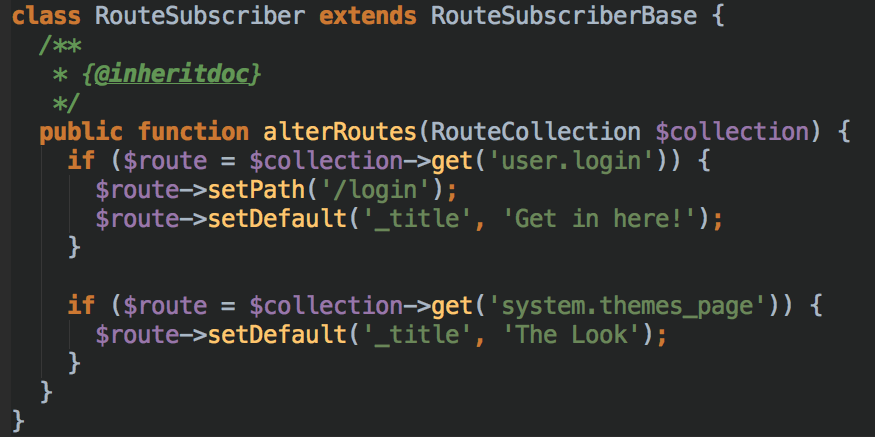 class RouteSubscriber extends RouteSubscriberBase {
  /**
   * {@inheritdoc}
   */
  public function alterRoutes(RouteCollection $collection) {
    if ($route = $collection->get('user.login')) {
      $route->setPath('/login');
      $route->setDefault('_title', 'Get in here!');
    }

    if ($route = $collection->get('system.themes_page')) {
      $route->setDefault('_title', 'The Look');
    }
  }
}